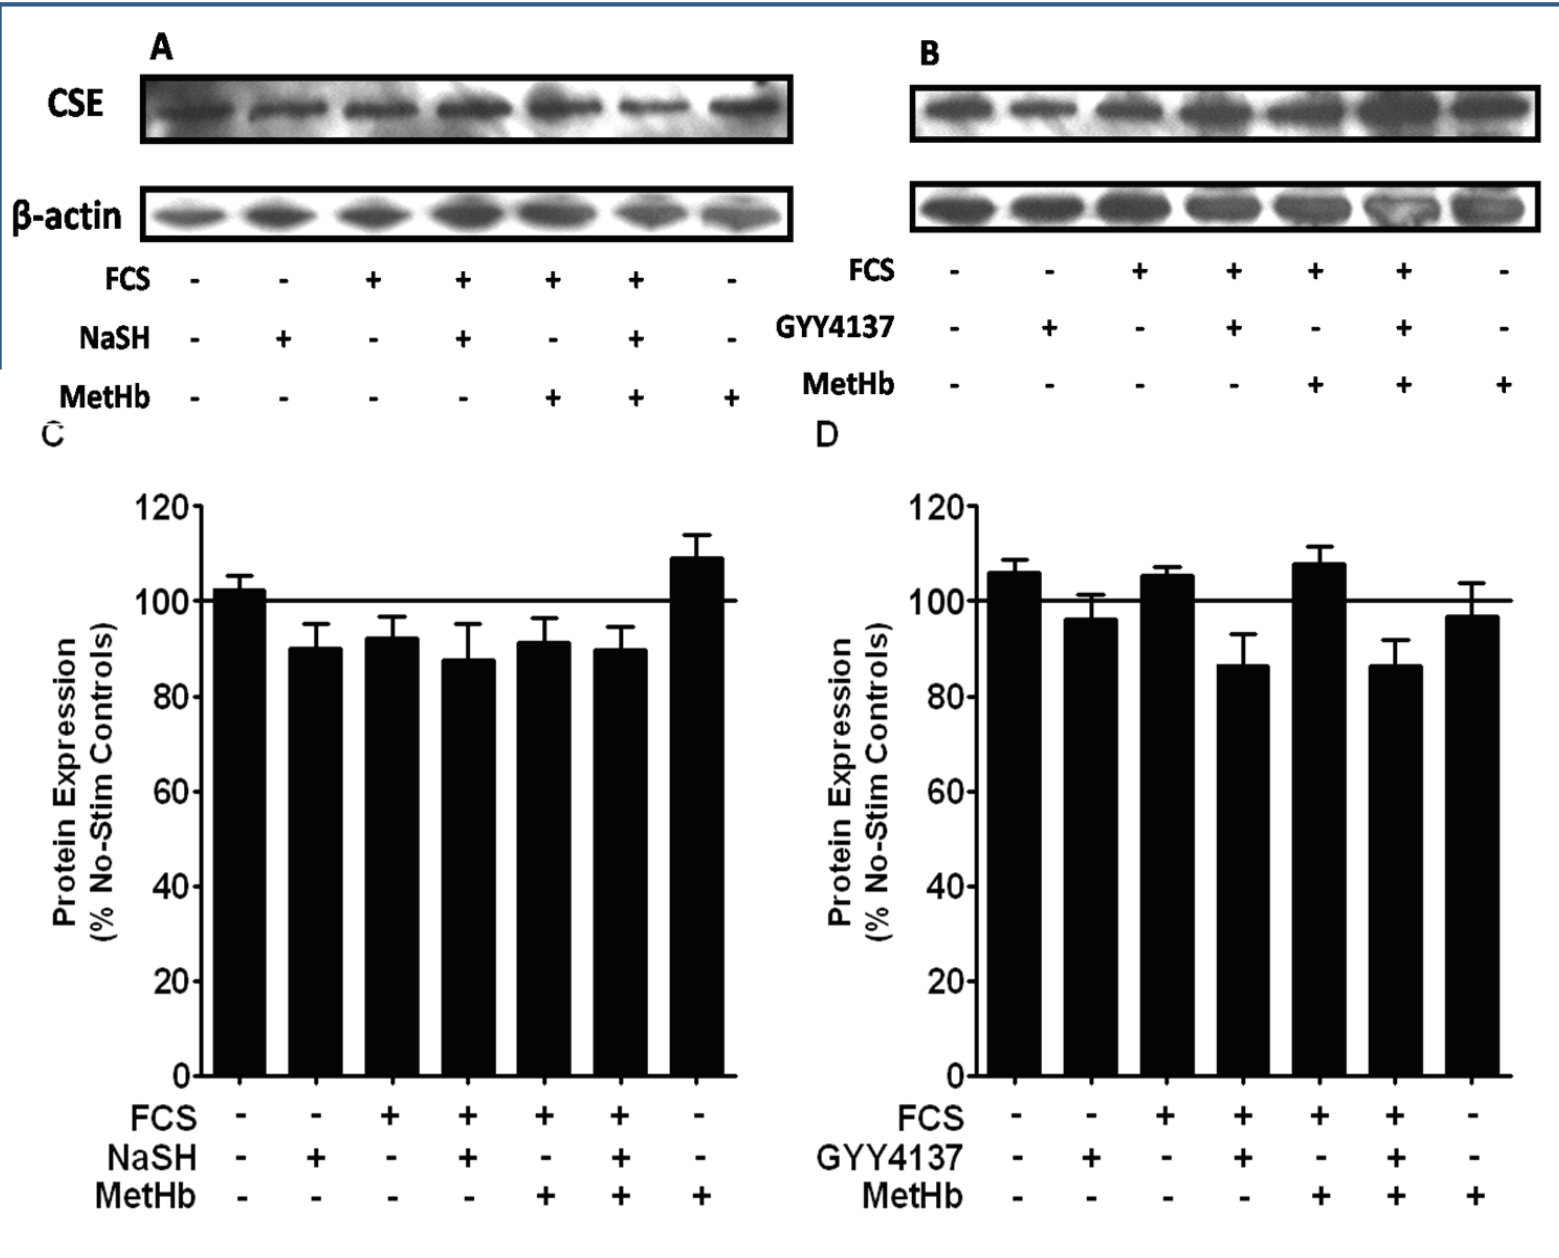 A
CSE
β-actin
FCS - - + + + + -
NaSH - + - + - + -
MetHb - - - - + + +
B
FCS - - + + + + -
GYY4137 - + - + - + -
MetHb - - - - + + +
C
Protein Expression
(% No-Stim Controls)
120
100
80
60
40
20
0
FCS - - + + + + -
NaSH - + - + - + -
MetHb - - - - + + +
D
Protein Expression
(% No-Stim Controls)
120
100
80
60
40
20
0
FCS - - + + + + -
GYY4137 - + - + - + -
MetHb - - - - + + +